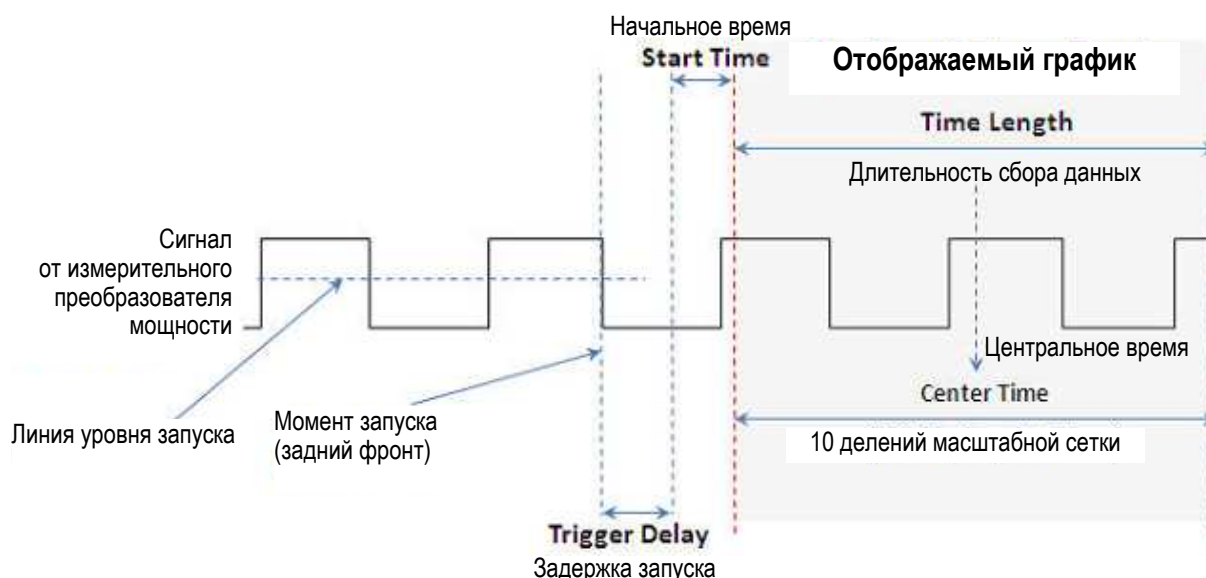 Начальное время
Start Time
Отображаемый график
Time Length
Длительность сбора данных
Сигнал
от измерительного
преобразователя
мощности
Центральное время
Center Time
Линия уровня запуска
Момент запуска
(задний фронт)
10 делений масштабной сетки
Trigger Delay
Задержка запуска